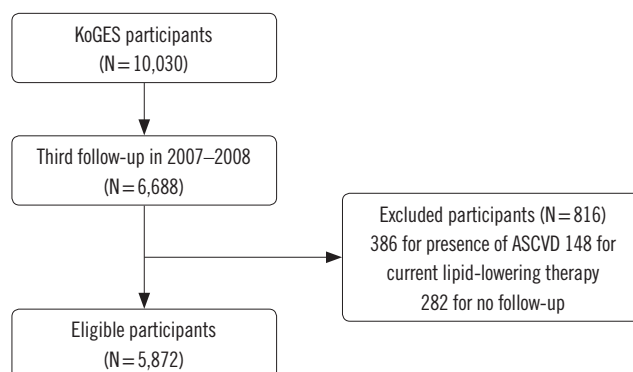 KoGES participants
(N = 10,030)
Third follow-up in 2007–2008
(N = 6,688)
Excluded participants (N = 816)
386 for presence of ASCVD 148 for
current lipid-lowering therapy
282 for no follow-up
Eligible participants
(N = 5,872)